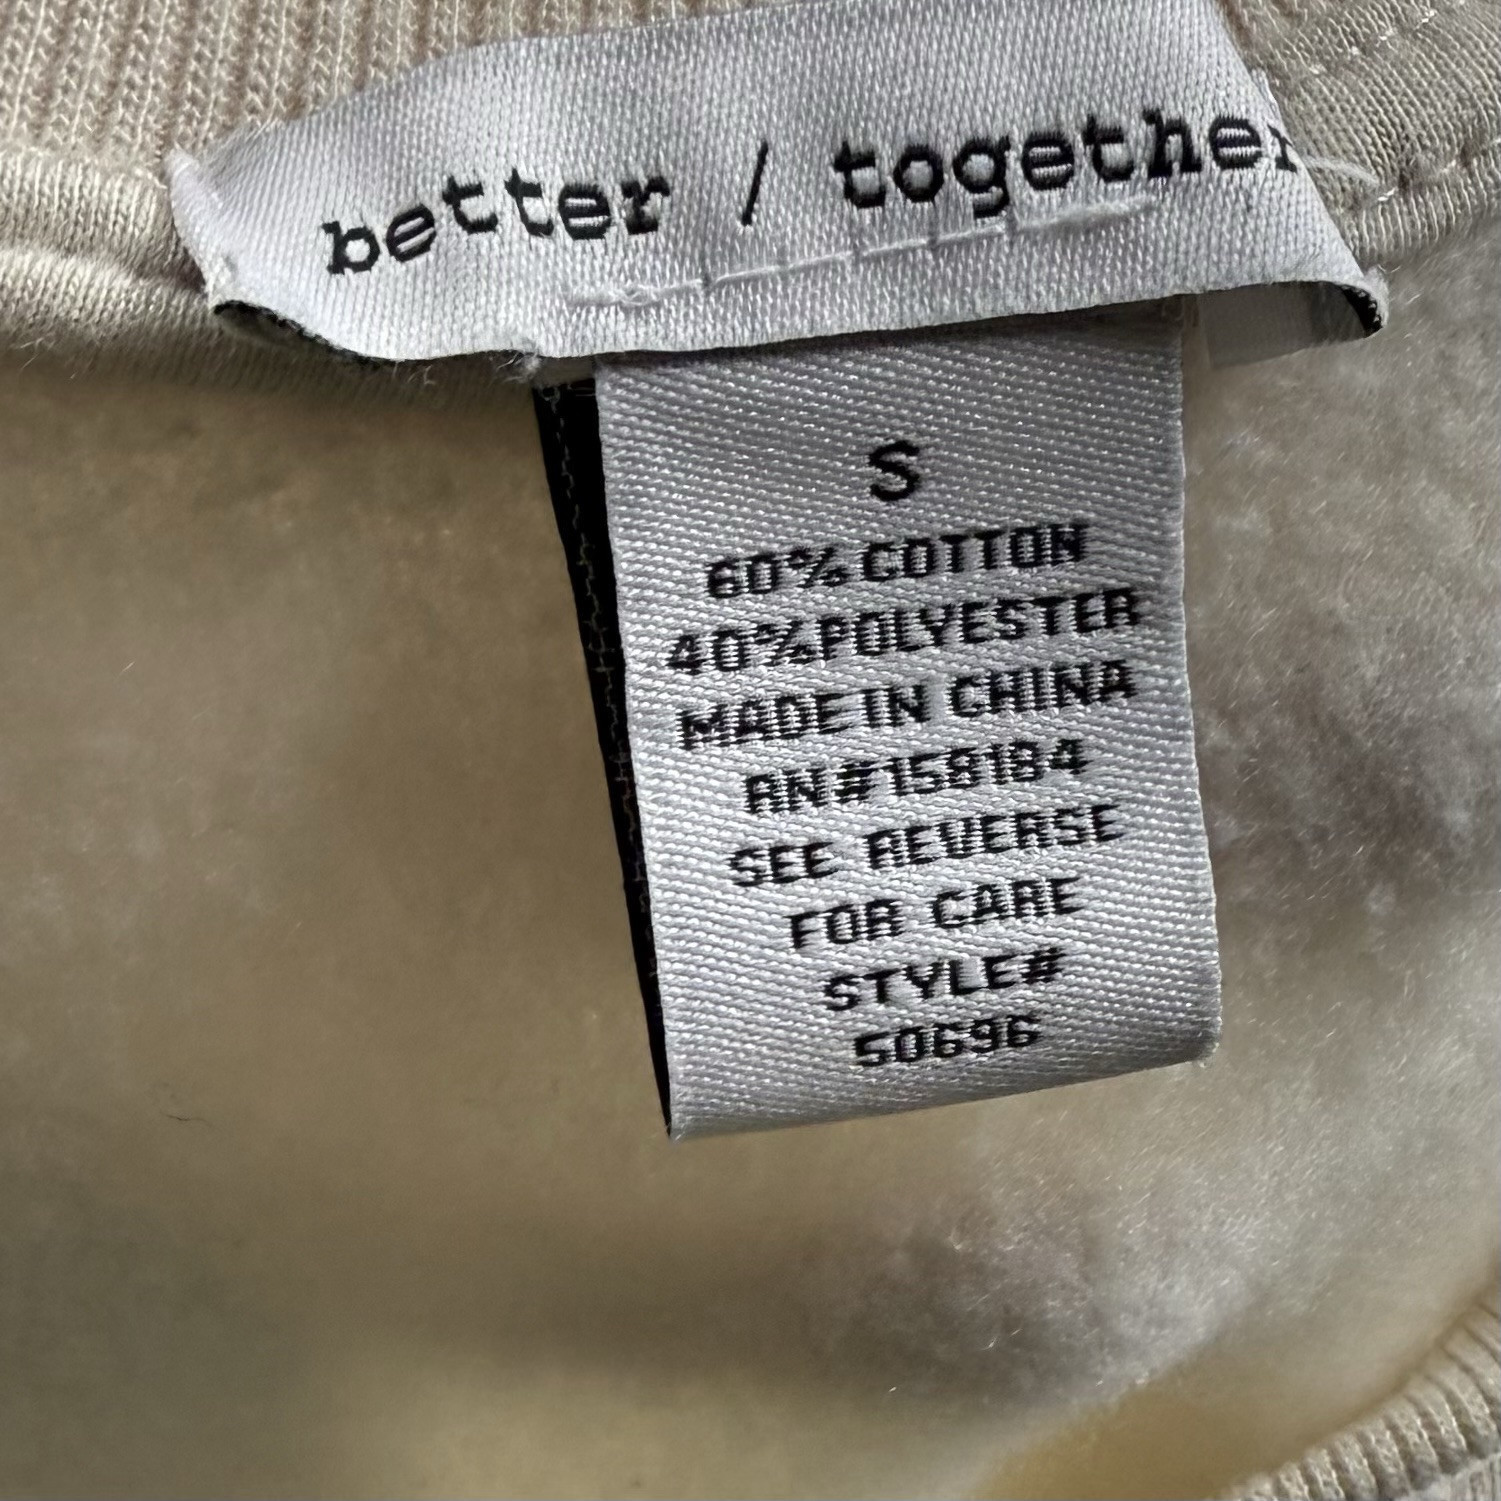 better / together
S
60% COTTON
40% POLYESTER
MADE IN CHINA
RN#158184
SEE REVERSE
FOR CARE
STYLE#
50696